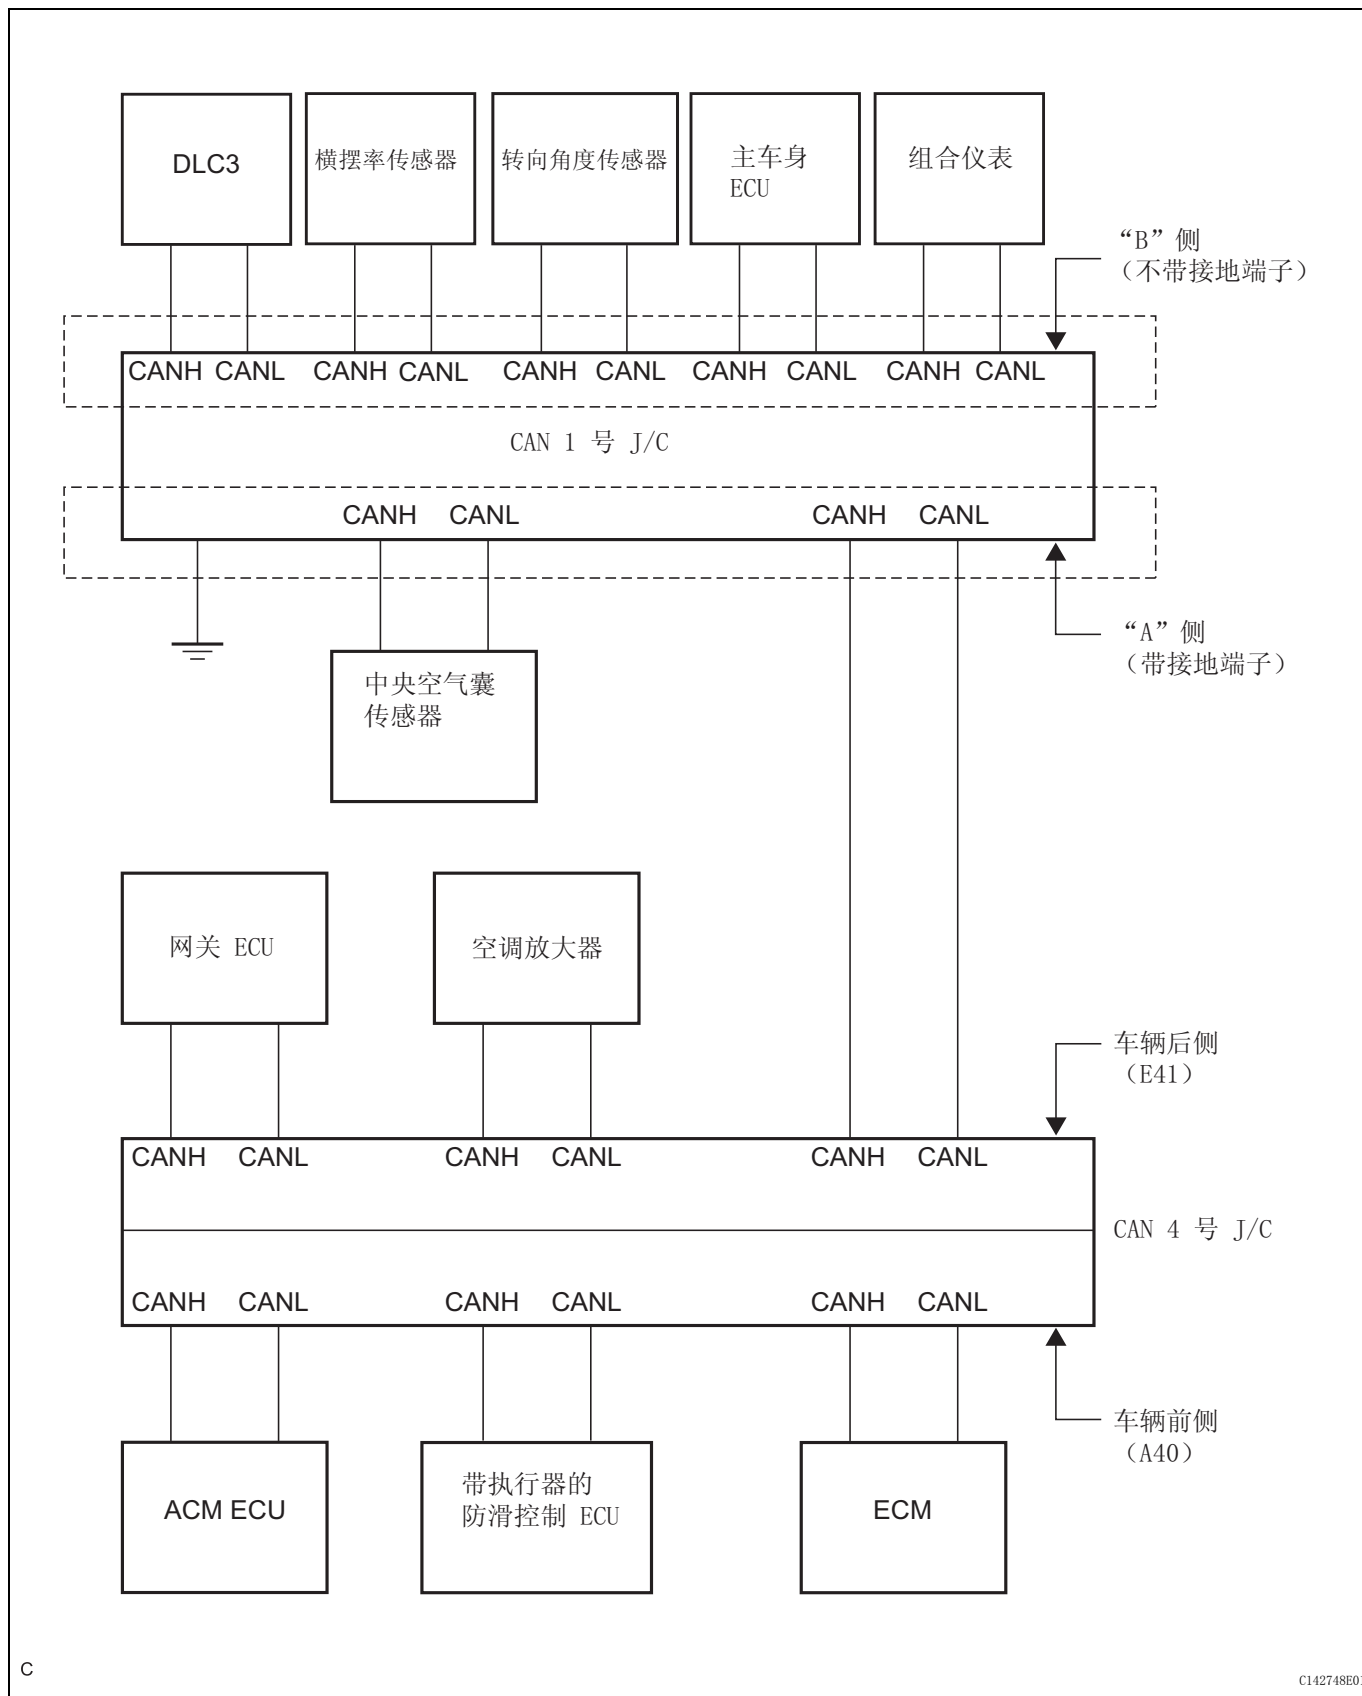 DLC3
横摆率传感器
转向角度传感器
主车身
ECU
组合仪表
“B”侧
（不带接地端子）
CANH CANL CANH CANL CANH CANL CANH CANL CANH CANL
CAN 1 号 J/C
CANH CANL CANH CANL
“A”侧
（带接地端子）
中央空气囊
传感器
网关 ECU
空调放大器
车辆后侧
（E41）
CANH CANL CANH CANL CANH CANL
CAN 4 号 J/C
CANH CANL CANH CANL CANH CANL
车辆前侧
（A40）
ACM ECU
带执行器的
防滑控制 ECU
ECM
C
C142748E01